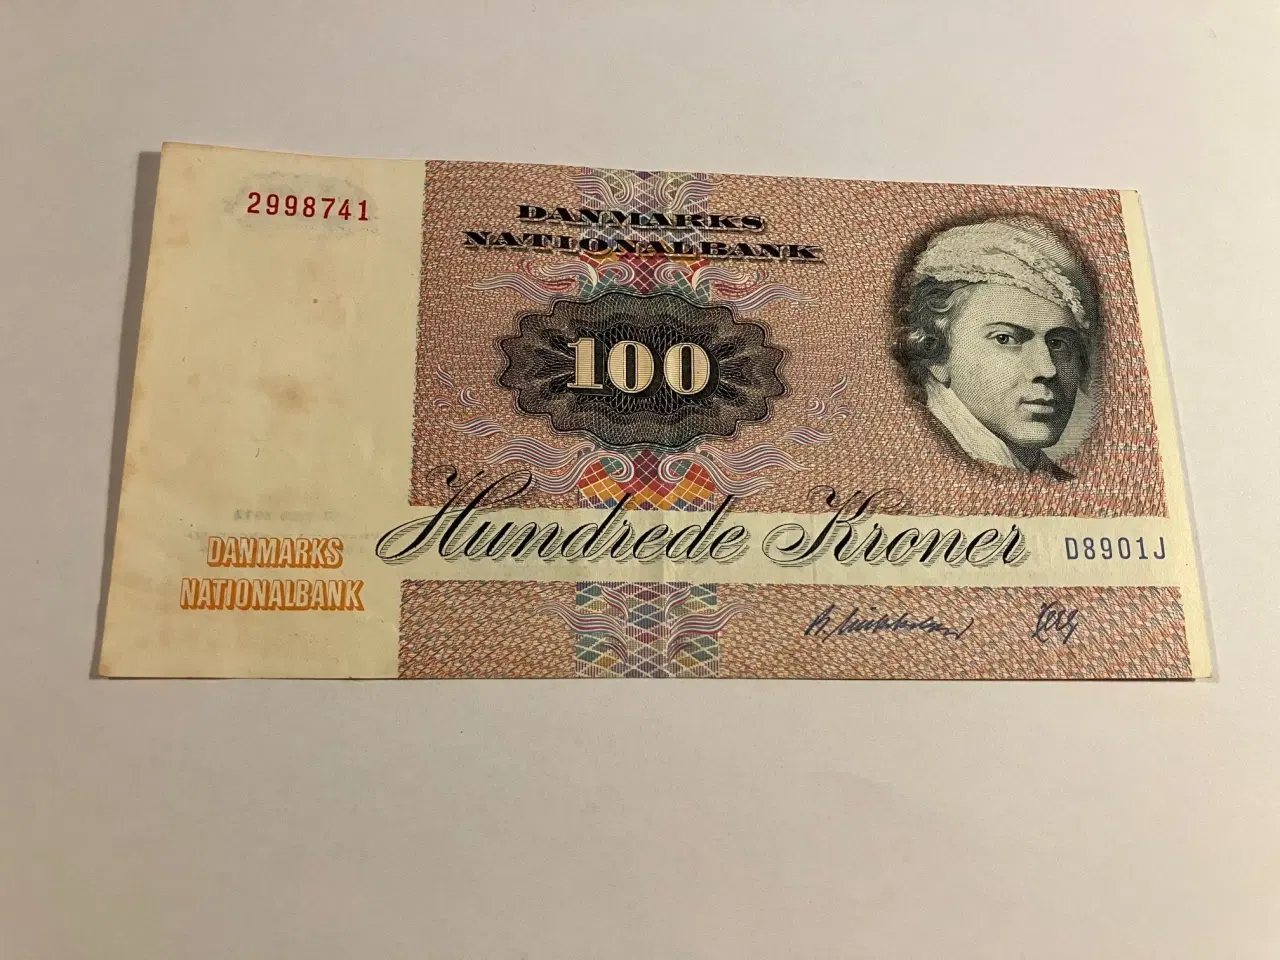 2998741
DANMARKS
NATIONALBANK
100
Hundrede Kroner
D8901J
DANMARKS
NATIONALBANK